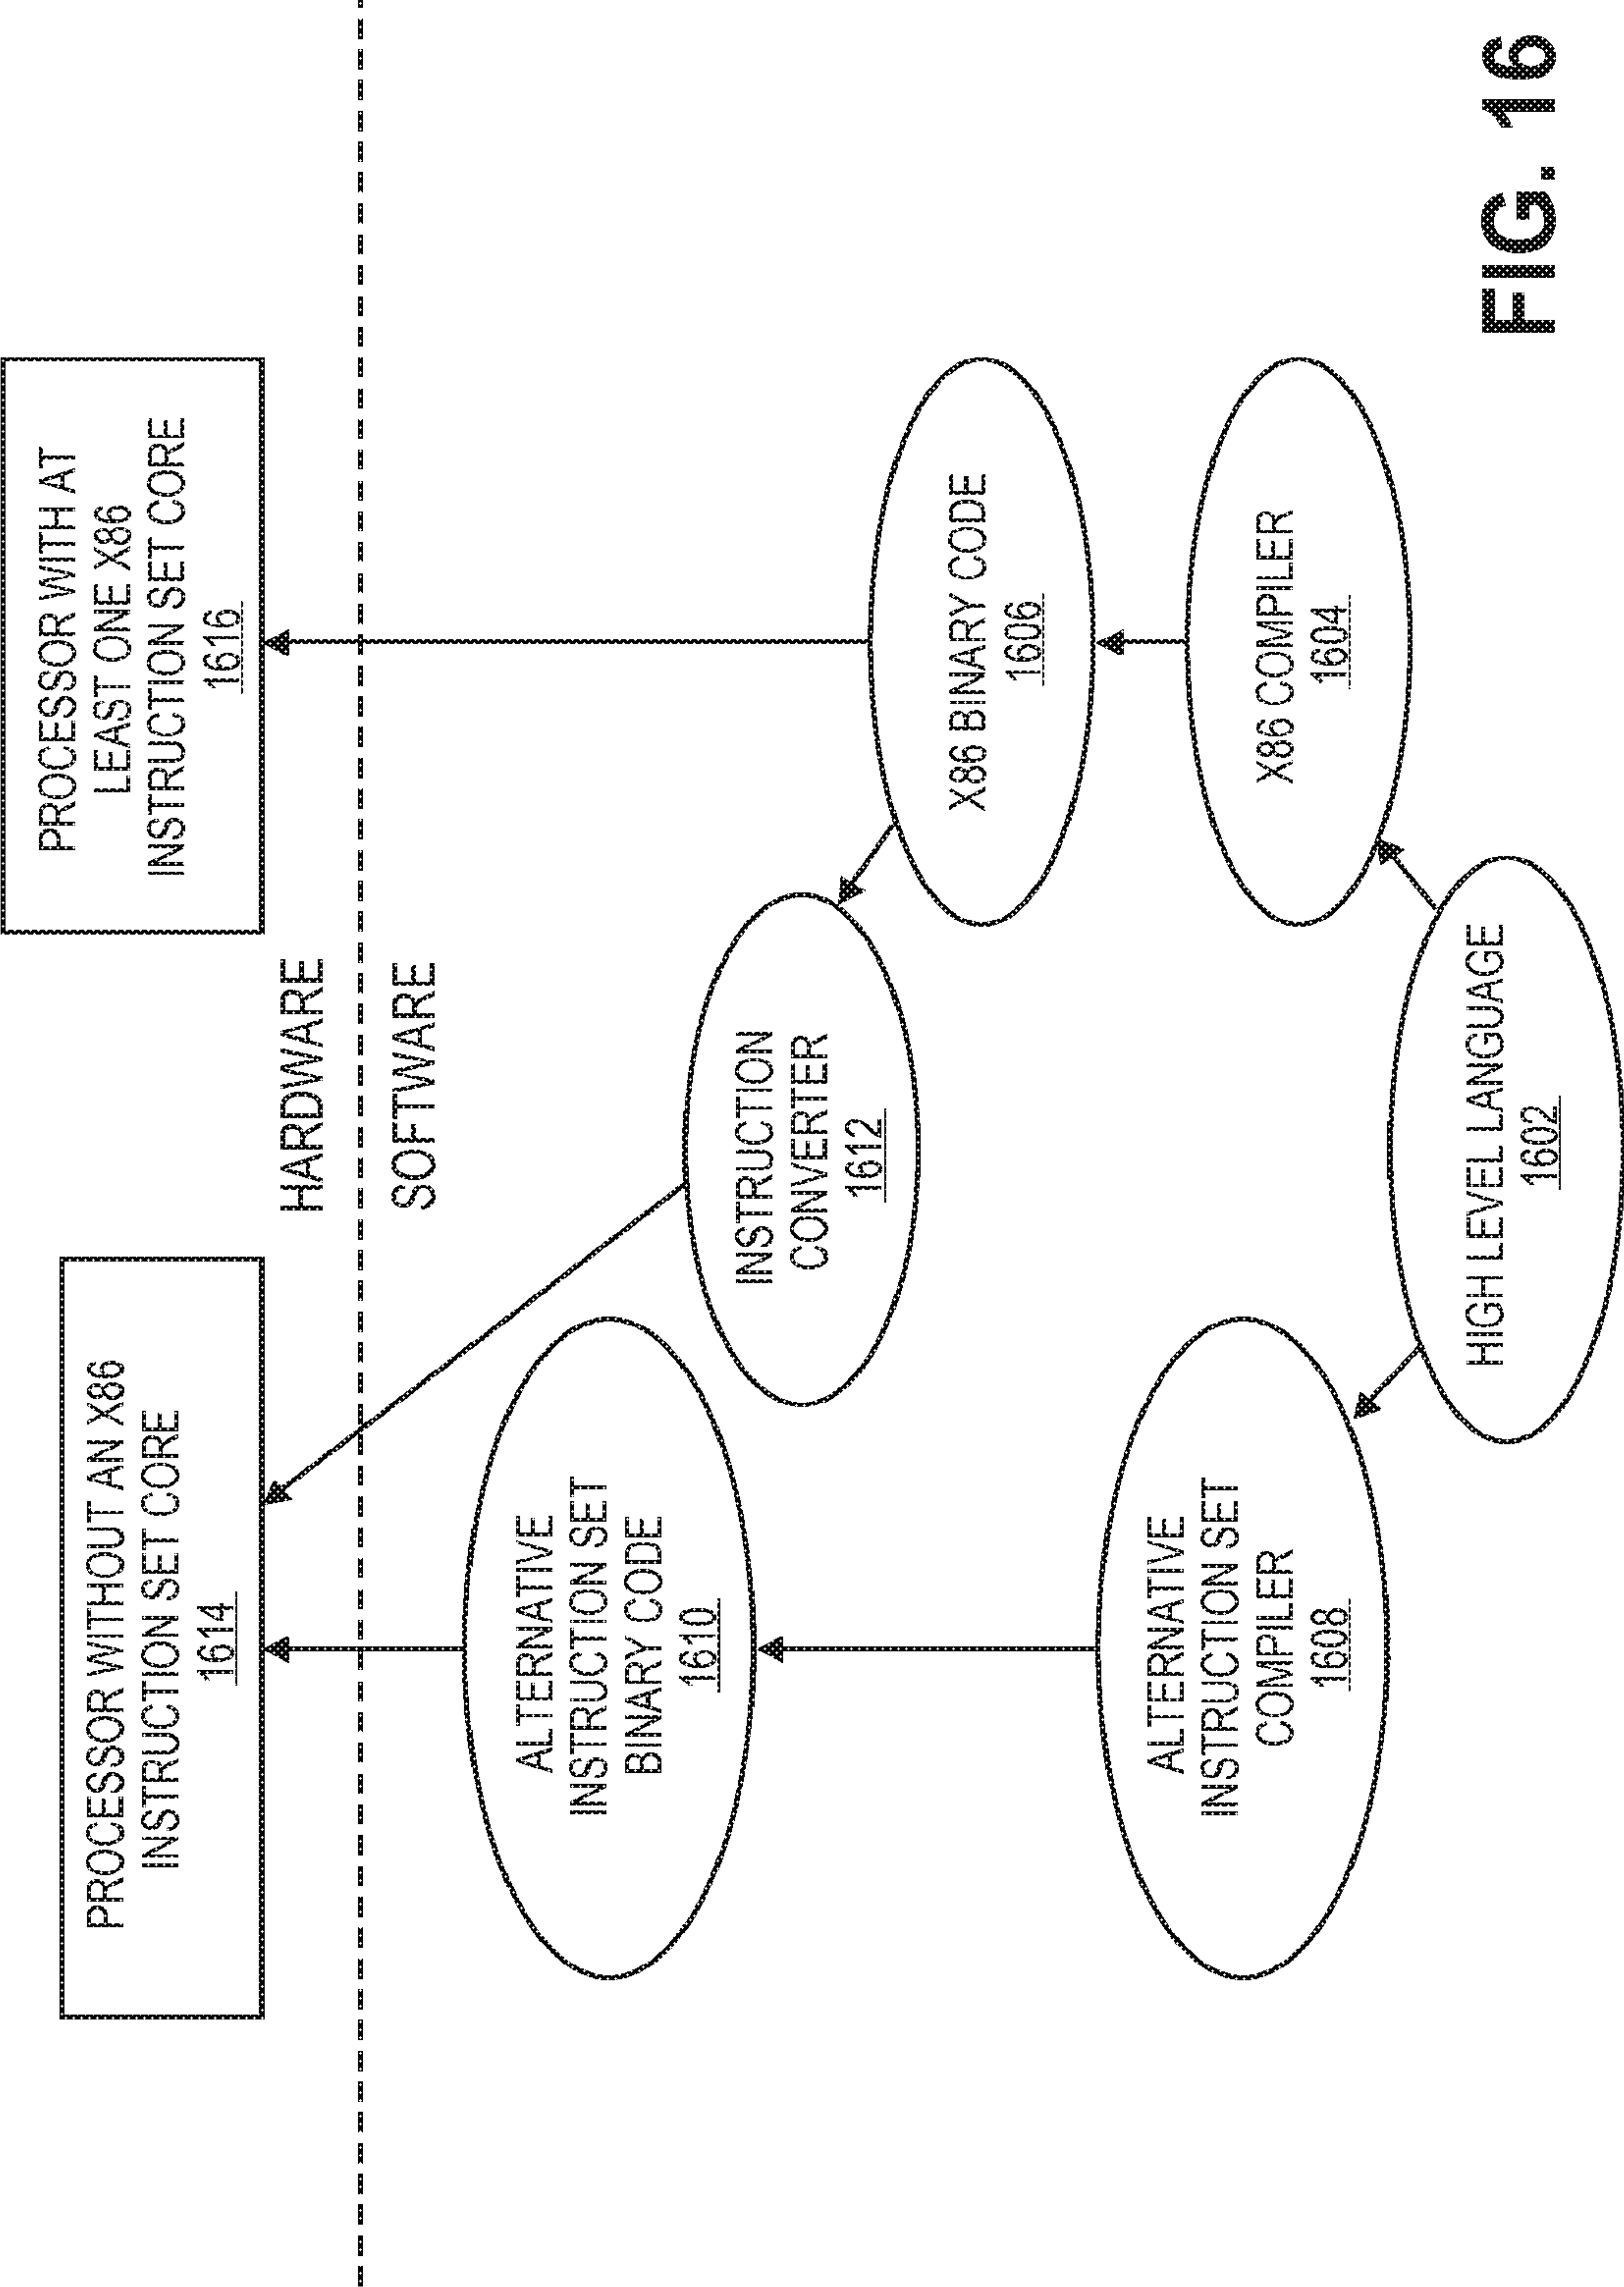 PROCESSOR WITHOUT AN X86
INSTRUCTION SET CORE
1614
PROCESSOR WITH AT
LEAST ONE X86
INSTRUCTION SET CORE
1616
HARDWARE
SOFTWARE
ALTERNATIVE
INSTRUCTION SET
BINARY CODE
1610
INSTRUCTION
CONVERTER
1612
X86 BINARY CODE
1606
ALTERNATIVE
INSTRUCTION SET
COMPILER
1608
X86 COMPILER
1604
HIGH LEVEL LANGUAGE
1602
FIG. 16